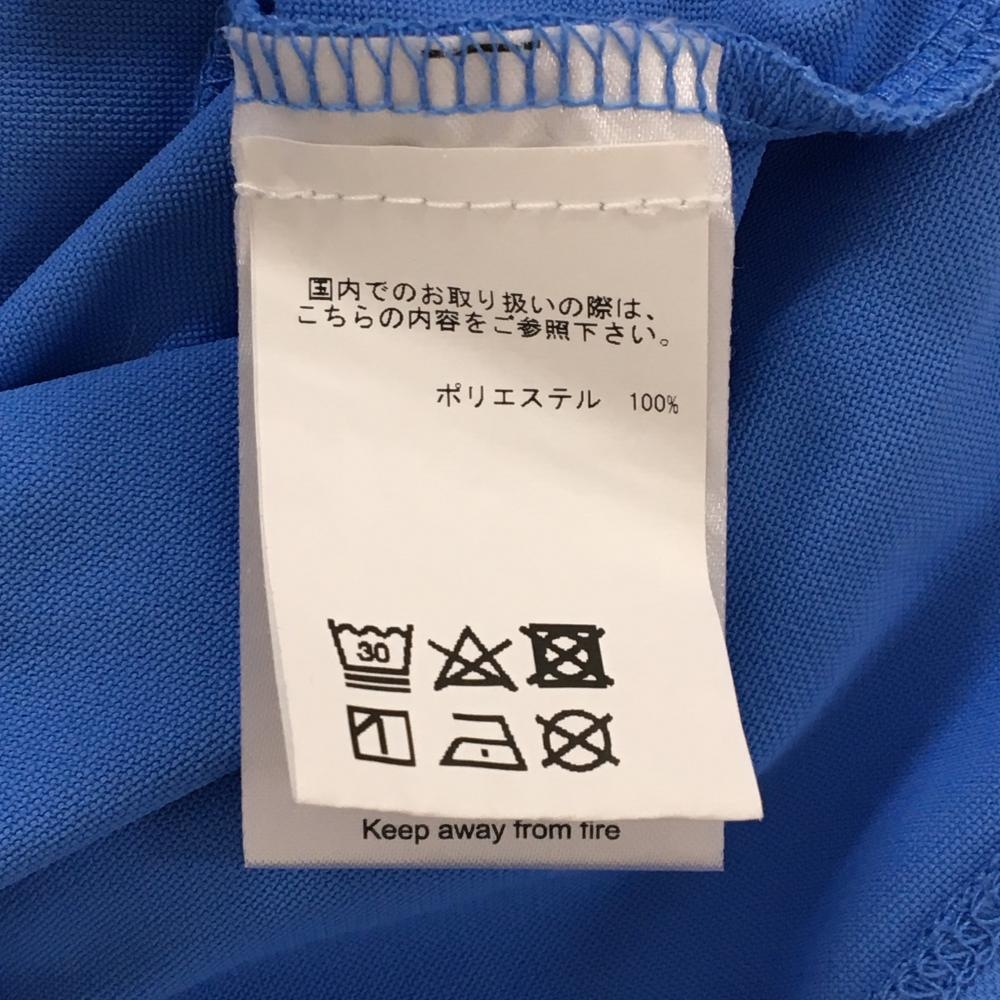 国内でのお取り扱いの際は、
こちらの内容をご参照下さい。
ポリエステル 100%
30
Keep away from fire